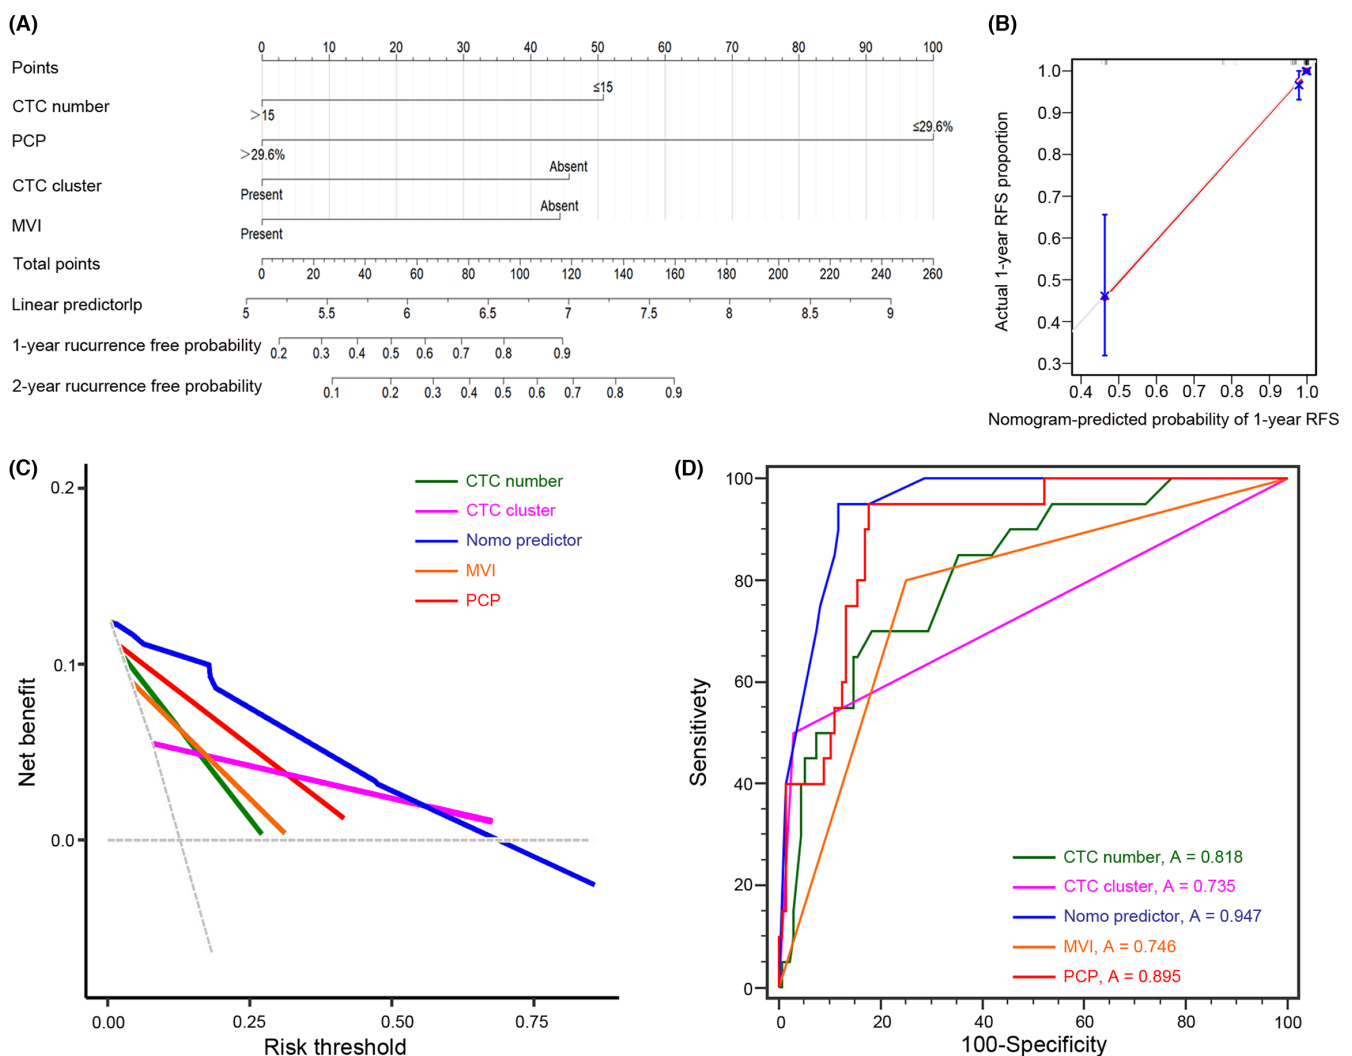 (A)
0 10 20 30 40 50 60 70 80 90 100
Points
≤15
CTC number
>15
≤29.6%
PCP
>29.6%
Absent
CTC cluster
Present
Absent
MVI
Present
Total points
0 20 40 60 80 100 120 140 160 180 200 220 240 260
Linear predictorlp
5 5.5 6 6.5 7 7.5 8 8.5 9
1-year rucurrence free probability
0.2 0.3 0.4 0.5 0.6 0.7 0.8 0.9
2-year rucurrence free probability
0.1 0.2 0.3 0.4 0.5 0.6 0.7 0.8 0.9
(B)
Actual 1-year RFS proportion
1.0
0.9
0.8
0.7
0.6
0.5
0.4
0.3
0.4 0.5 0.6 0.7 0.8 0.9 1.0
Nomogram-predicted probability of 1-year RFS
(C)
Net benefit
0.2
0.1
0.0
CTC number
CTC cluster
Nomo predictor
MVI
PCP
0.00 0.25 0.50 0.75
Risk threshold
(D)
Sensitivety
100
80
60
40
20
0
CTC number, A = 0.818
CTC cluster, A = 0.735
Nomo predictor, A = 0.947
MVI, A = 0.746
PCP, A = 0.895
0 20 40 60 80 100
100-Specificity